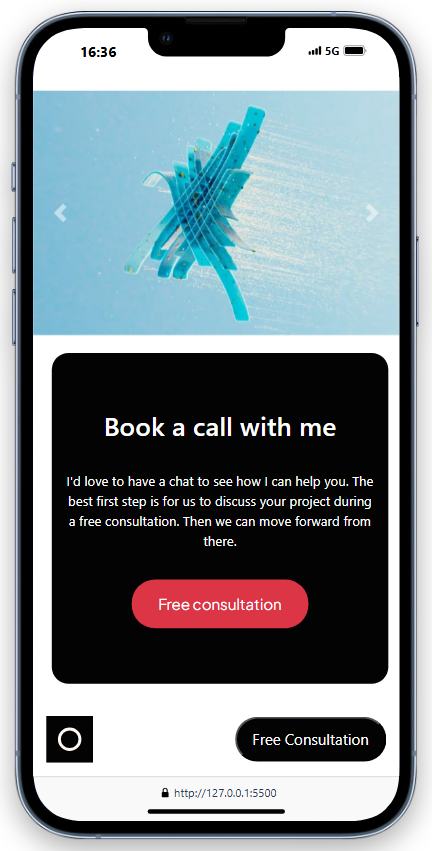 16:36
5G
Book a call with me
I'd love to have a chat to see how I can help you. The
best first step is for us to discuss your project during
a free consultation. Then we can move forward from
there.
Free consultation
Free Consultation
http://127.0.0.1:5500